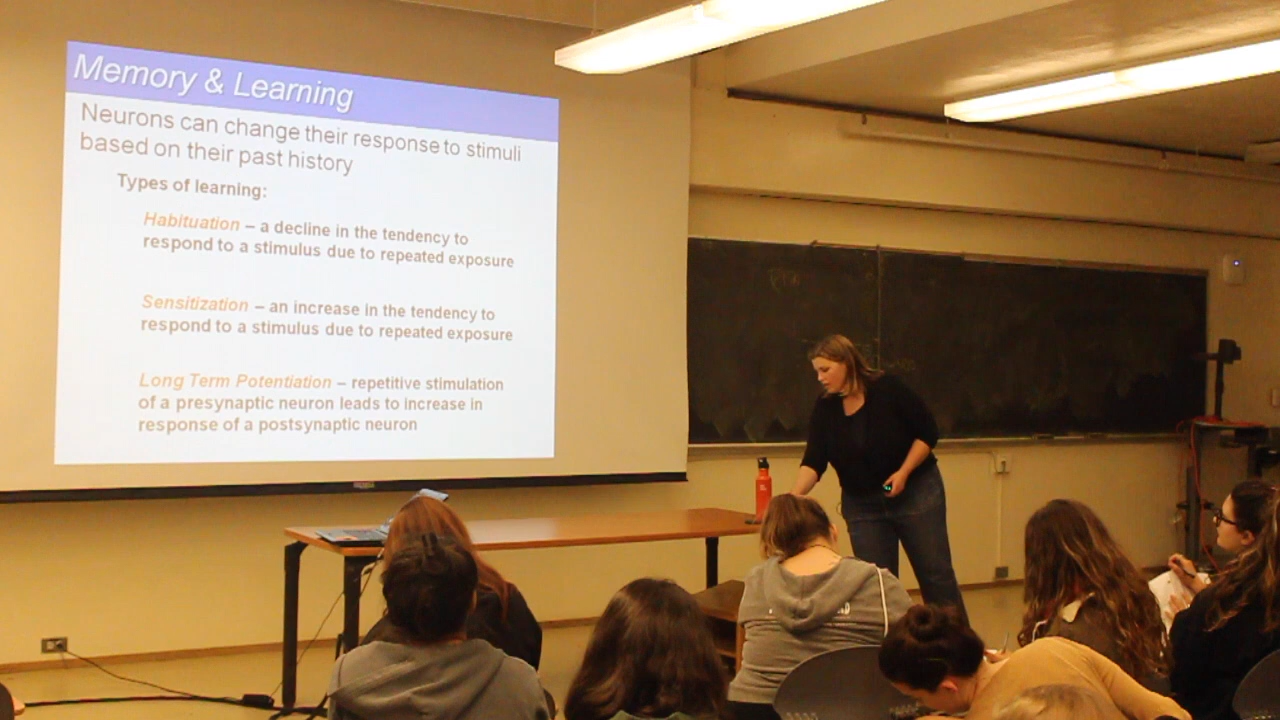 Memory & Learning
Neurons can change their response to stimuli
based on their past history
Types of learning:
Habituation – a decline in the tendency to
respond to a stimulus due to repeated exposure
Sensitization – an increase in the tendency to
respond to a stimulus due to repeated exposure
Long Term Potentiation – repetitive stimulation
of a presynaptic neuron leads to increase in
response of a postsynaptic neuron